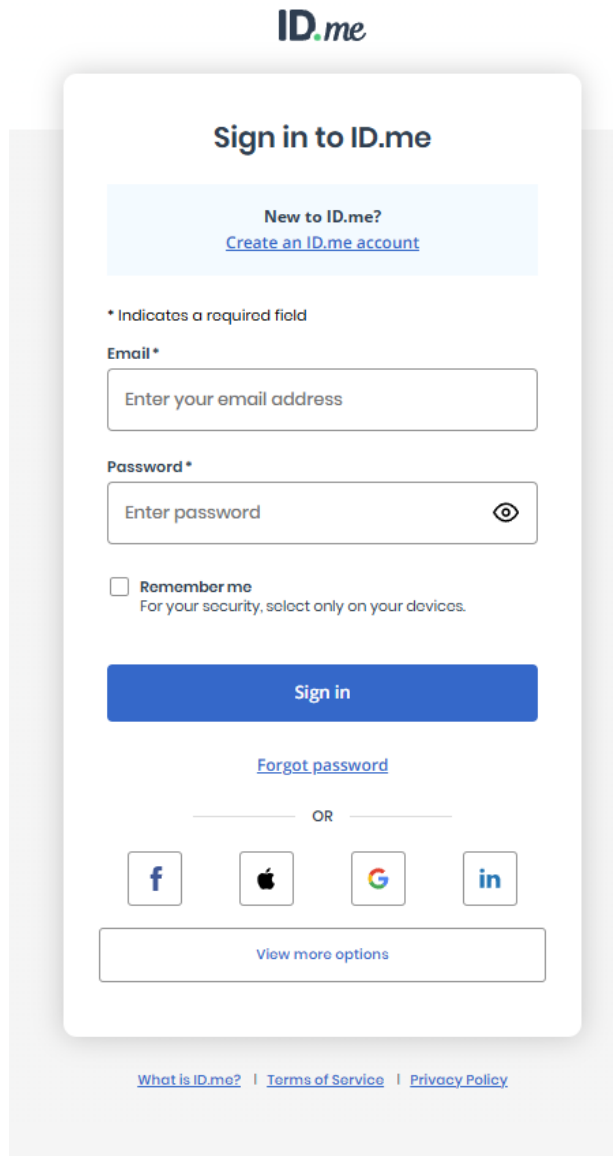 ID.me
Sign in to ID.me
New to ID.me?
Create an ID.me account
* Indicates a required field
Email*
Enter your email address
Password*
Enter password
Remember me
For your security, select only on your devices.
Sign in
Forgot password
OR
f
G
in
View more options
What is ID.me? | Terms of Service | Privacy Policy